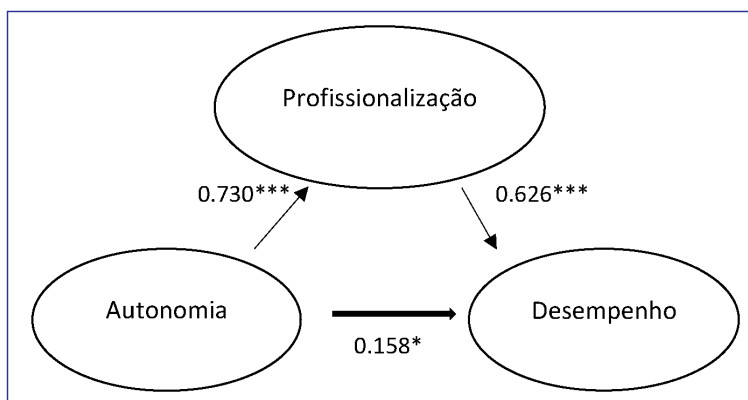 Profissionalização
0.730***
0.626***
Autonomia
Desempenho
0.158*